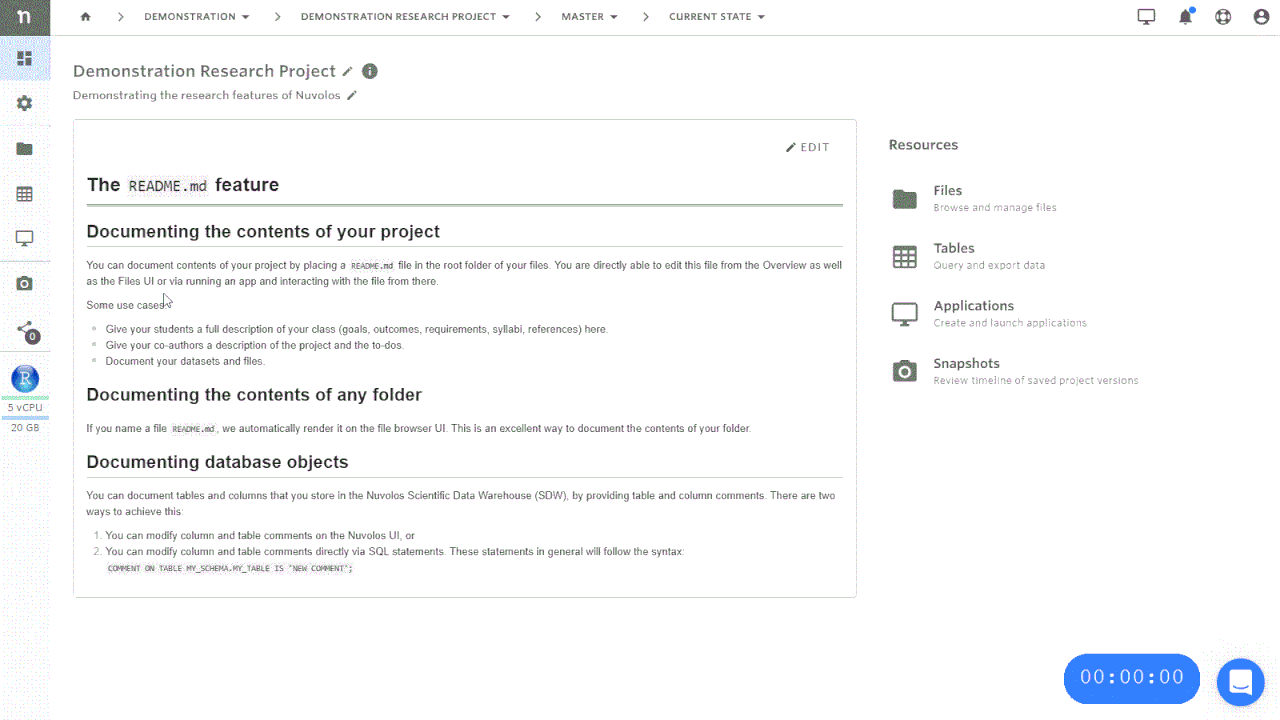 n DEMONSTRATION DEMONSTRATION RESEARCH PROJECT MASTER CURRENT STATE
Demonstration Research Project
Demonstrating the research features of Nuvolos
EDIT
The README.md feature
Documenting the contents of your project
You can document contents of your project by placing a README.md file in the root folder of your files. You are directly able to edit this file from the Overview as well
as the Files UI or via running an app and interacting with the file from there.
Some use cases:
Give your students a full description of your class (goals, outcomes, requirements, syllabi, references) here.
Give your co-authors a description of the project and the to-dos.
Document your datasets and files.
Documenting the contents of any folder
If you name a file README.md, we automatically render it on the file browser UI. This is an excellent way to document the contents of your folder.
Documenting database objects
You can document tables and columns that you store in the Nuvolos Scientific Data Warehouse (SDW), by providing table and column comments. There are two
ways to achieve this:
1. You can modify column and table comments on the Nuvolos UI, or
2. You can modify column and table comments directly via SQL statements. These statements in general will follow the syntax:
COMMENT ON TABLE MY_SCHEMA.MY_TABLE IS "NEW COMMENT";
Resources
Files
Browse and manage files
Tables
Query and export data
Applications
Create and launch applications
Snapshots
Review timeline of saved project versions
0
R
5 vCPU
20 GB
00:00:00